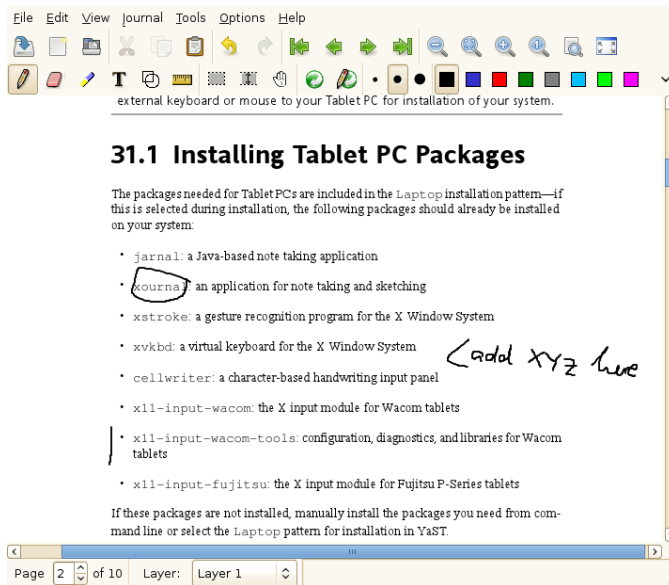 File Edit View Journal Tools Options Help
T
external keyboard or mouse to your Tablet PC for installation of your system.
31.1 Installing Tablet PC Packages
The packages needed for Tablet PCs are included in the Laptop installation pattern—if
this is selected during installation, the following packages should already be installed
on your system:
• jarnal: a Java-based note taking application
• xournal: an application for note taking and sketching
• xstroke: a gesture recognition program for the X Window System
• xvkbd: a virtual keyboard for the X Window System
<add XYZ here
• cellwriter: a character-based handwriting input panel
• x11-input-wacom: the X input module for Wacom tablets
• x11-input-wacom-tools: configuration, diagnostics, and libraries for Wacom
tablets
• x11-input-fujitsu: the X input module for Fujitsu P-Series tablets
If these packages are not installed, manually install the packages you need from com-
mand line or select the Laptop pattern for installation in YaST.
Page 2 of 10 Layer: Layer 1